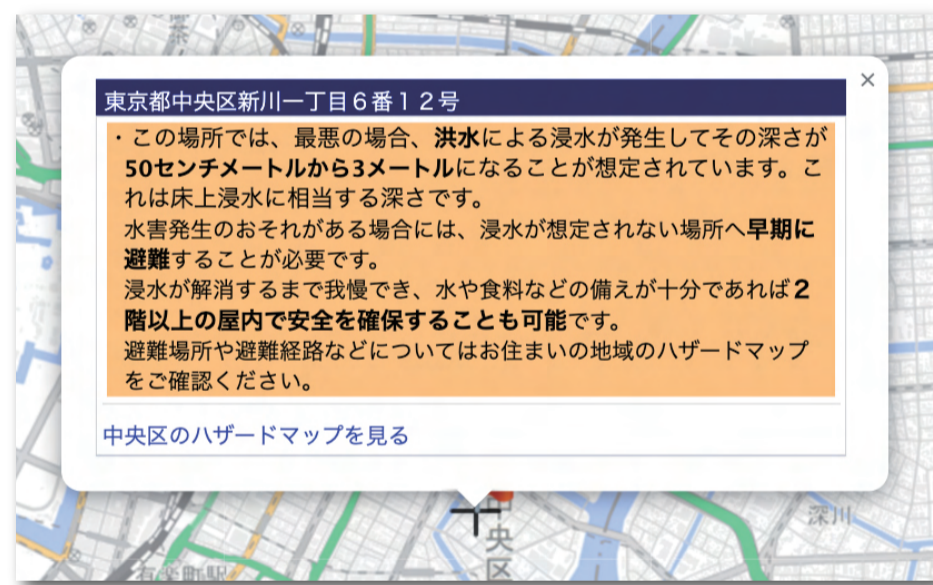 東京都中央区新川一丁目6番12号
・この場所では、最悪の場合、洪水による浸水が発生してその深さが
50センチメートルから3メートルになることが想定されています。こ
れは床上浸水に相当する深さです。
水害発生のおそれがある場合には、浸水が想定されない場所へ早期に
避難することが必要です。
浸水が解消するまで我慢でき、水や食料などの備えが十分であれば2
階以上の屋内で安全を確保することも可能です。
避難場所や避難経路などについてはお住まいの地域のハザードマップ
をご確認ください。
中央区のハザードマップを見る
中央区
深川
有楽町駅